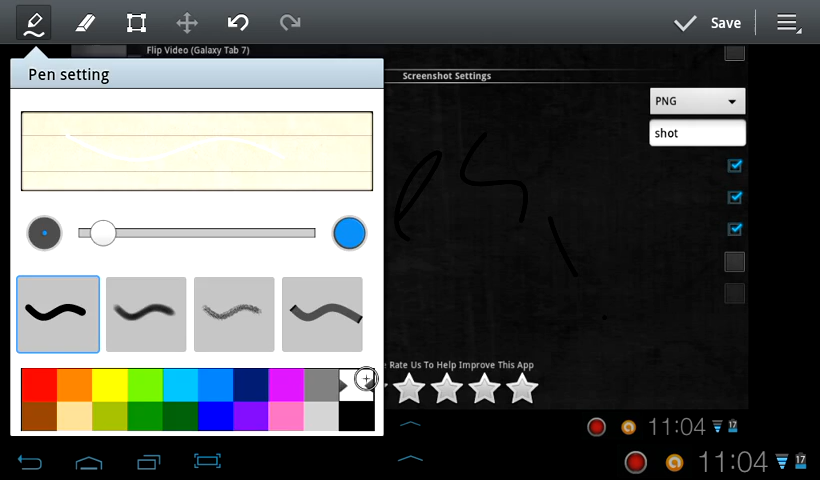 Save
Flip Video (Galaxy Tab 7)
Pen setting
Screenshot Settings
PNG
shot
Rate Us To Help Improve This App
11:04
17
11:04
17